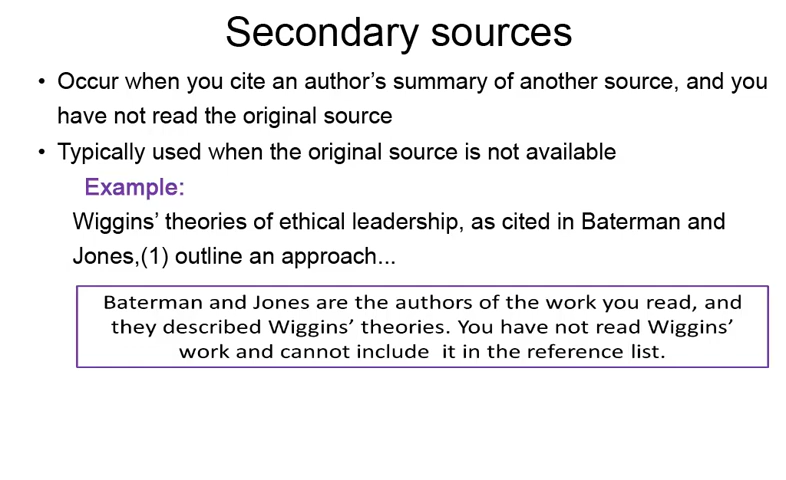 Secondary sources
• Occur when you cite an author's summary of another source, and you
have not read the original source
• Typically used when the original source is not available
Example:
Wiggins' theories of ethical leadership, as cited in Baterman and
Jones,(1) outline an approach...
Baterman and Jones are the authors of the work you read, and
they described Wiggins' theories. You have not read Wiggins'
work and cannot include it in the reference list.